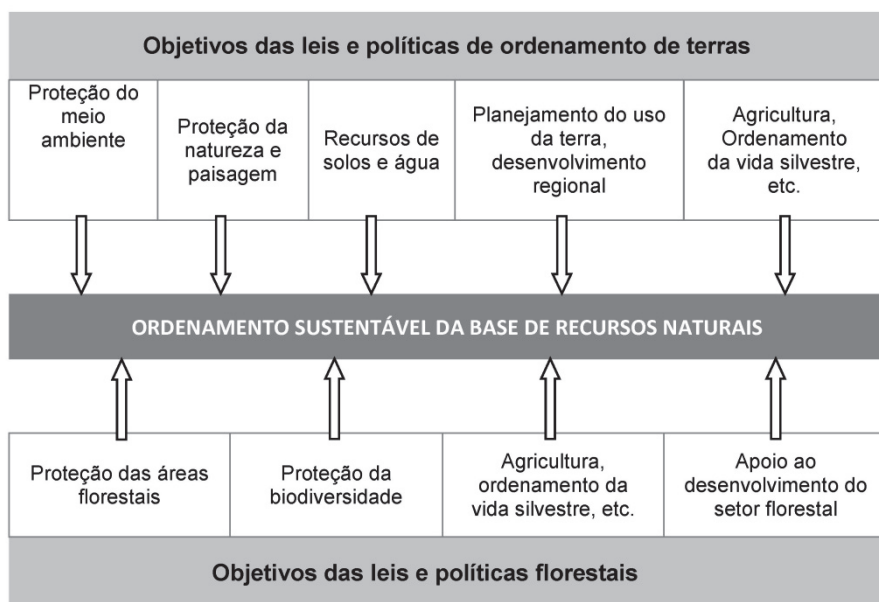 Objetivos das leis e políticas de ordenamento de terras
Proteção do
meio
ambiente
Proteção da
natureza e
paisagem
Recursos de
solos e água
Planejamento do uso
da terra,
desenvolvimento
regional
Agricultura,
Ordenamento
da vida silvestre,
etc.
ORDENAMENTO SUSTENTÁVEL DA BASE DE RECURSOS NATURAIS
Proteção das áreas
florestais
Proteção da
biodiversidade
Agricultura,
ordenamento da
vida silvestre, etc.
Apoio ao
desenvolvimento do
setor florestal
Objetivos das leis e políticas florestais